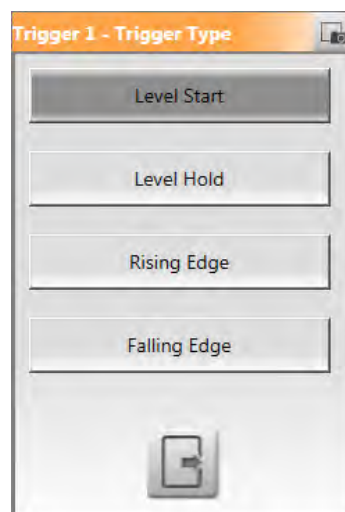 Trigger 1 - Trigger Type
Level Start
Level Hold
Rising Edge
Falling Edge